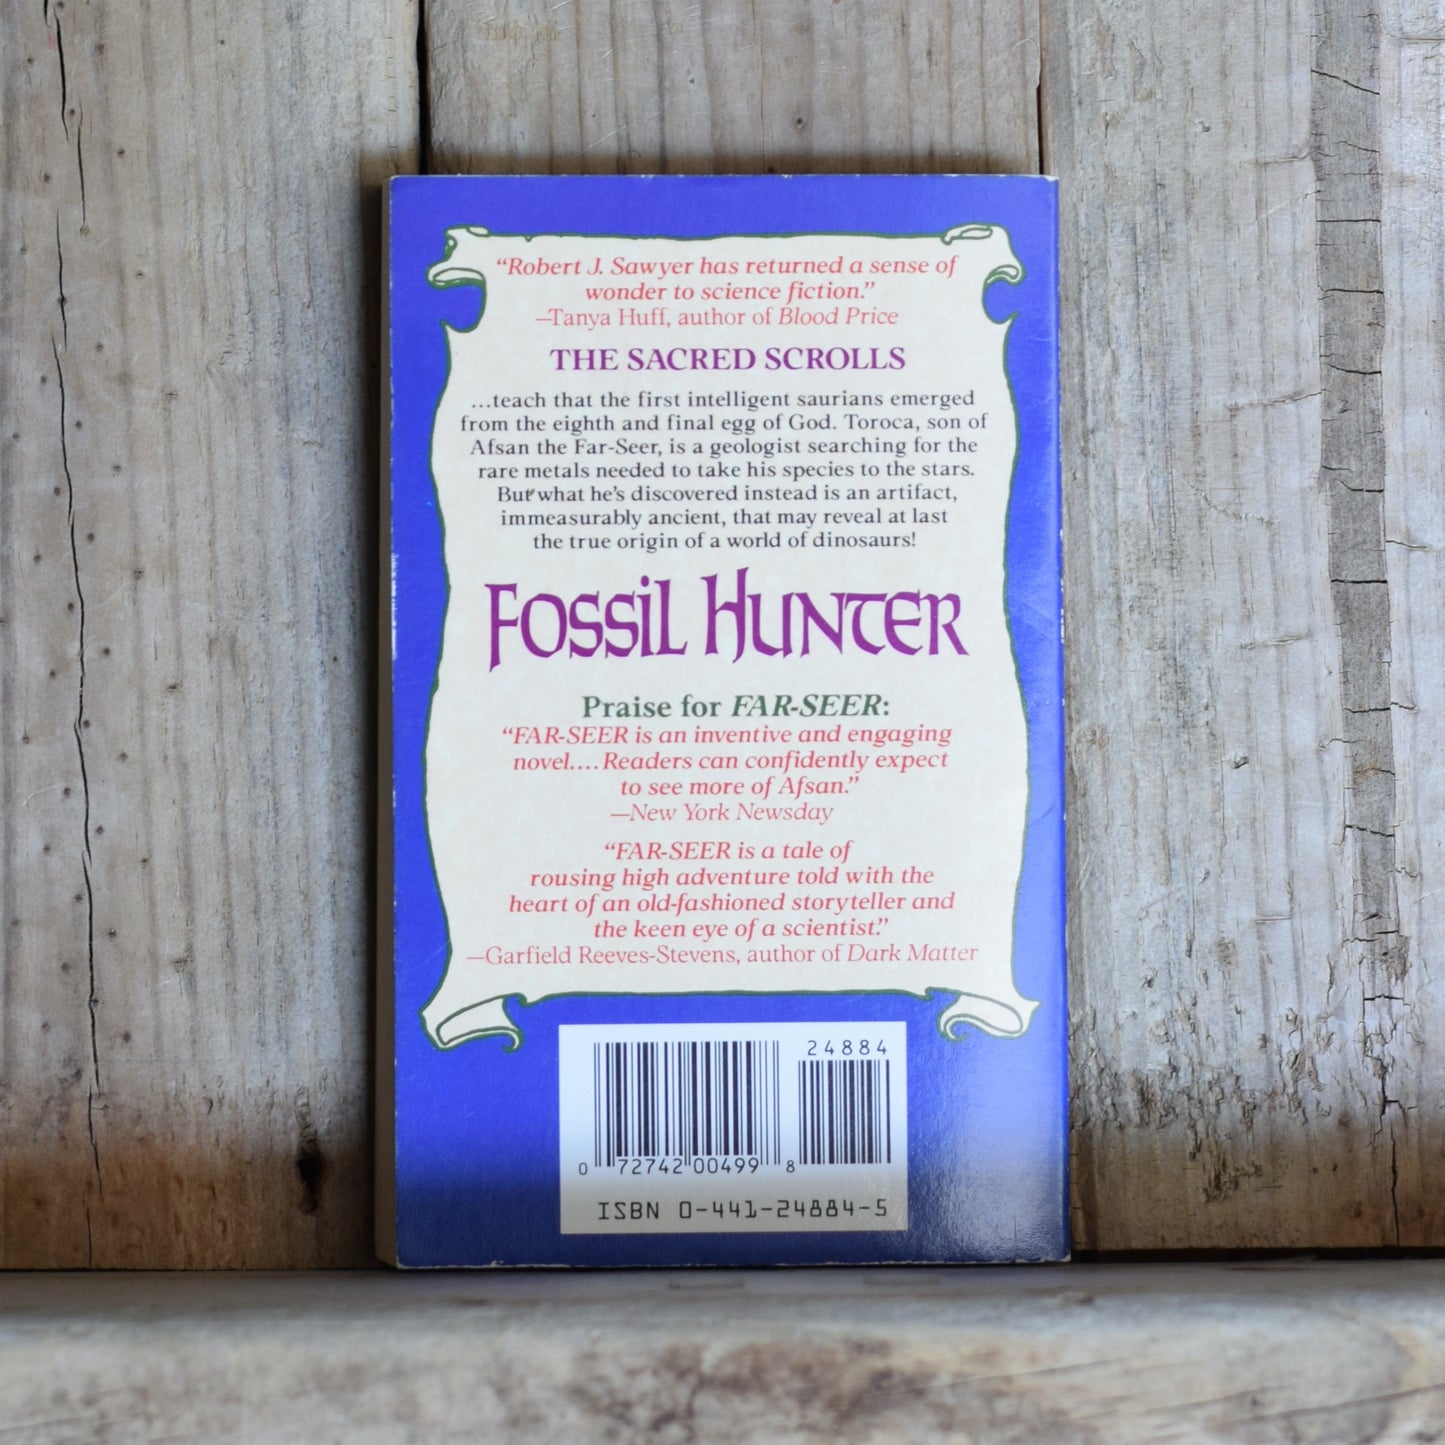 “Robert J. Sawyer has returned a sense of
wonder to science fiction.”
—Tanya Huff, author of Blood Price
THE SACRED SCROLLS
...teach that the first intelligent saurians emerged
from the eighth and final egg of God. Toroca, son of
Afsan the Far-Seer, is a geologist searching for the
rare metals needed to take his species to the stars.
But what he’s discovered instead is an artifact,
immeasurably ancient, that may reveal at last
the true origin of a world of dinosaurs!
FOSSIL HUNTER
Praise for FAR-SEER:
“FAR-SEER is an inventive and engaging
novel.... Readers can confidently expect
to see more of Afsan.”
—New York Newsday
“FAR-SEER is a tale of
rousing high adventure told with the
heart of an old-fashioned storyteller and
the keen eye of a scientist.”
—Garfield Reeves-Stevens, author of Dark Matter
24884
0 72742 00499 8
ISBN 0-441-24884-5